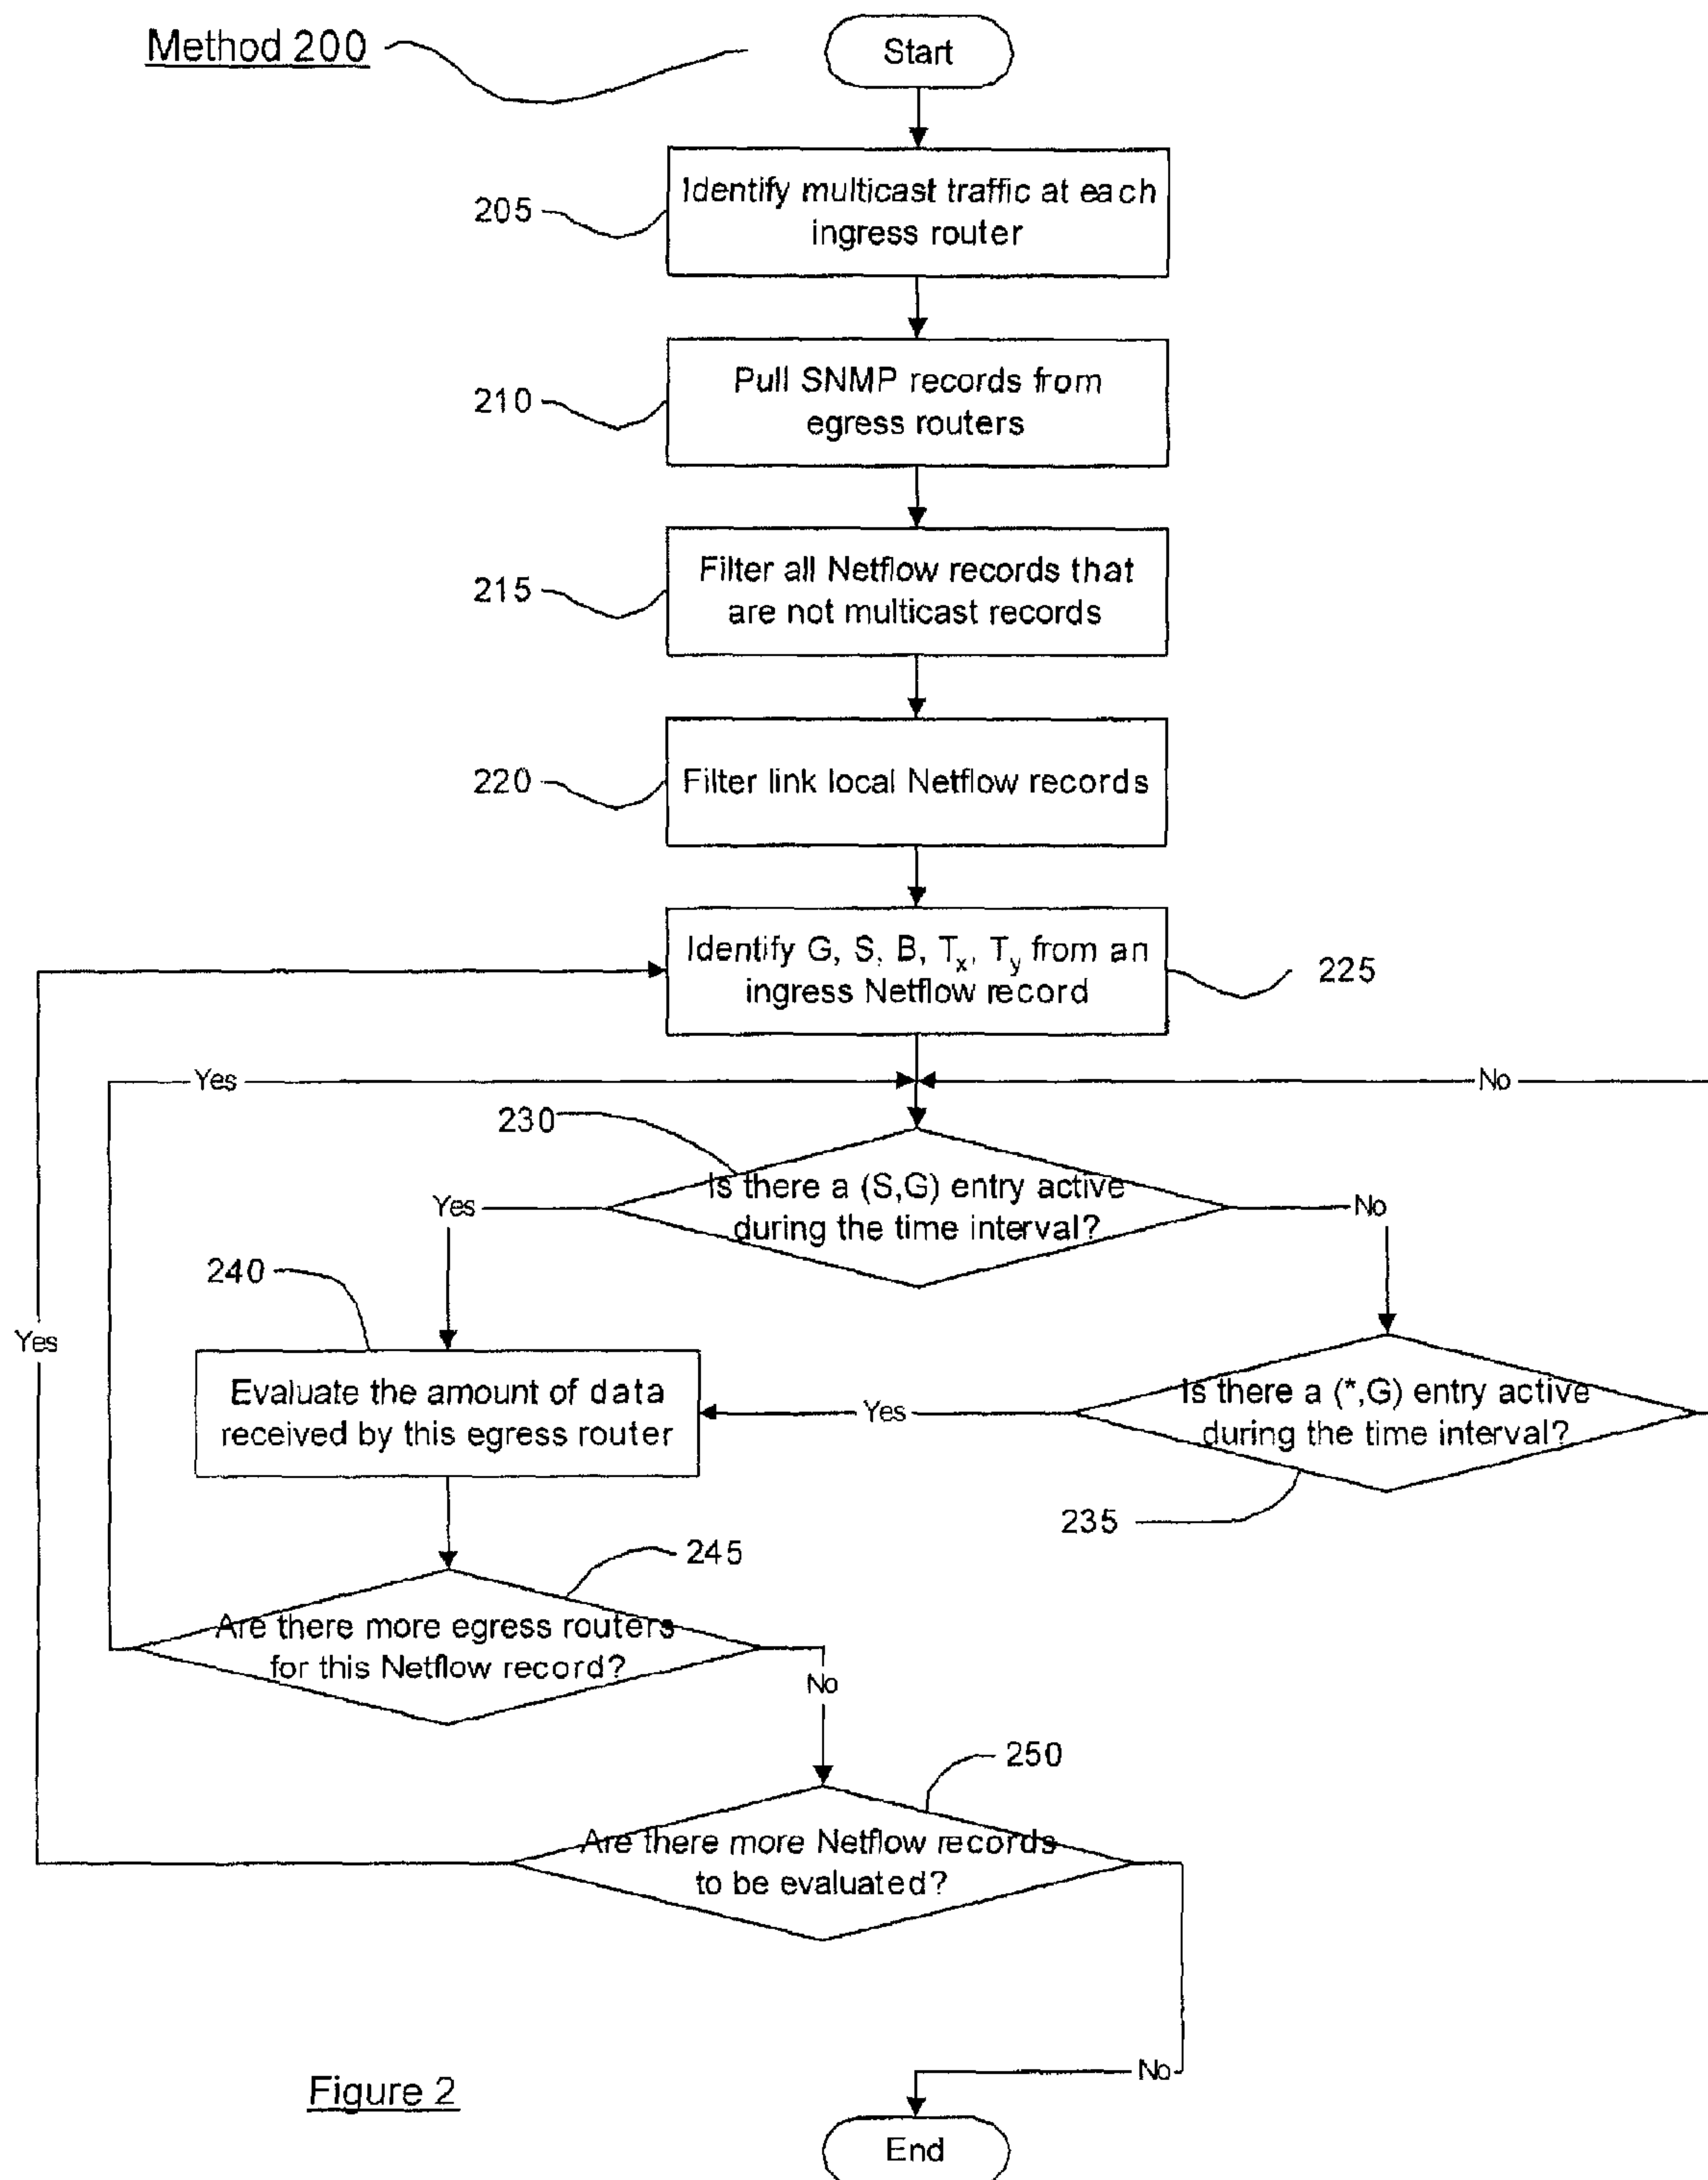 Method 200
Start
205
Identify multicast traffic at each
ingress router
210
Pull SNMP records from
egress routers
215
Filter all Netflow records that
are not multicast records
220
Filter link local Netflow records
Identify G, S, B, Tx, Ty from an
ingress Netflow record
225
Yes
No
230
Is there a (S,G) entry active
during the time interval?
Yes
No
240
Yes
Evaluate the amount of data
received by this egress router
Yes
Is there a (*,G) entry active
during the time interval?
235
245
Are there more egress routers
for this Netflow record?
No
250
Are there more Netflow records
to be evaluated?
No
Figure 2
End